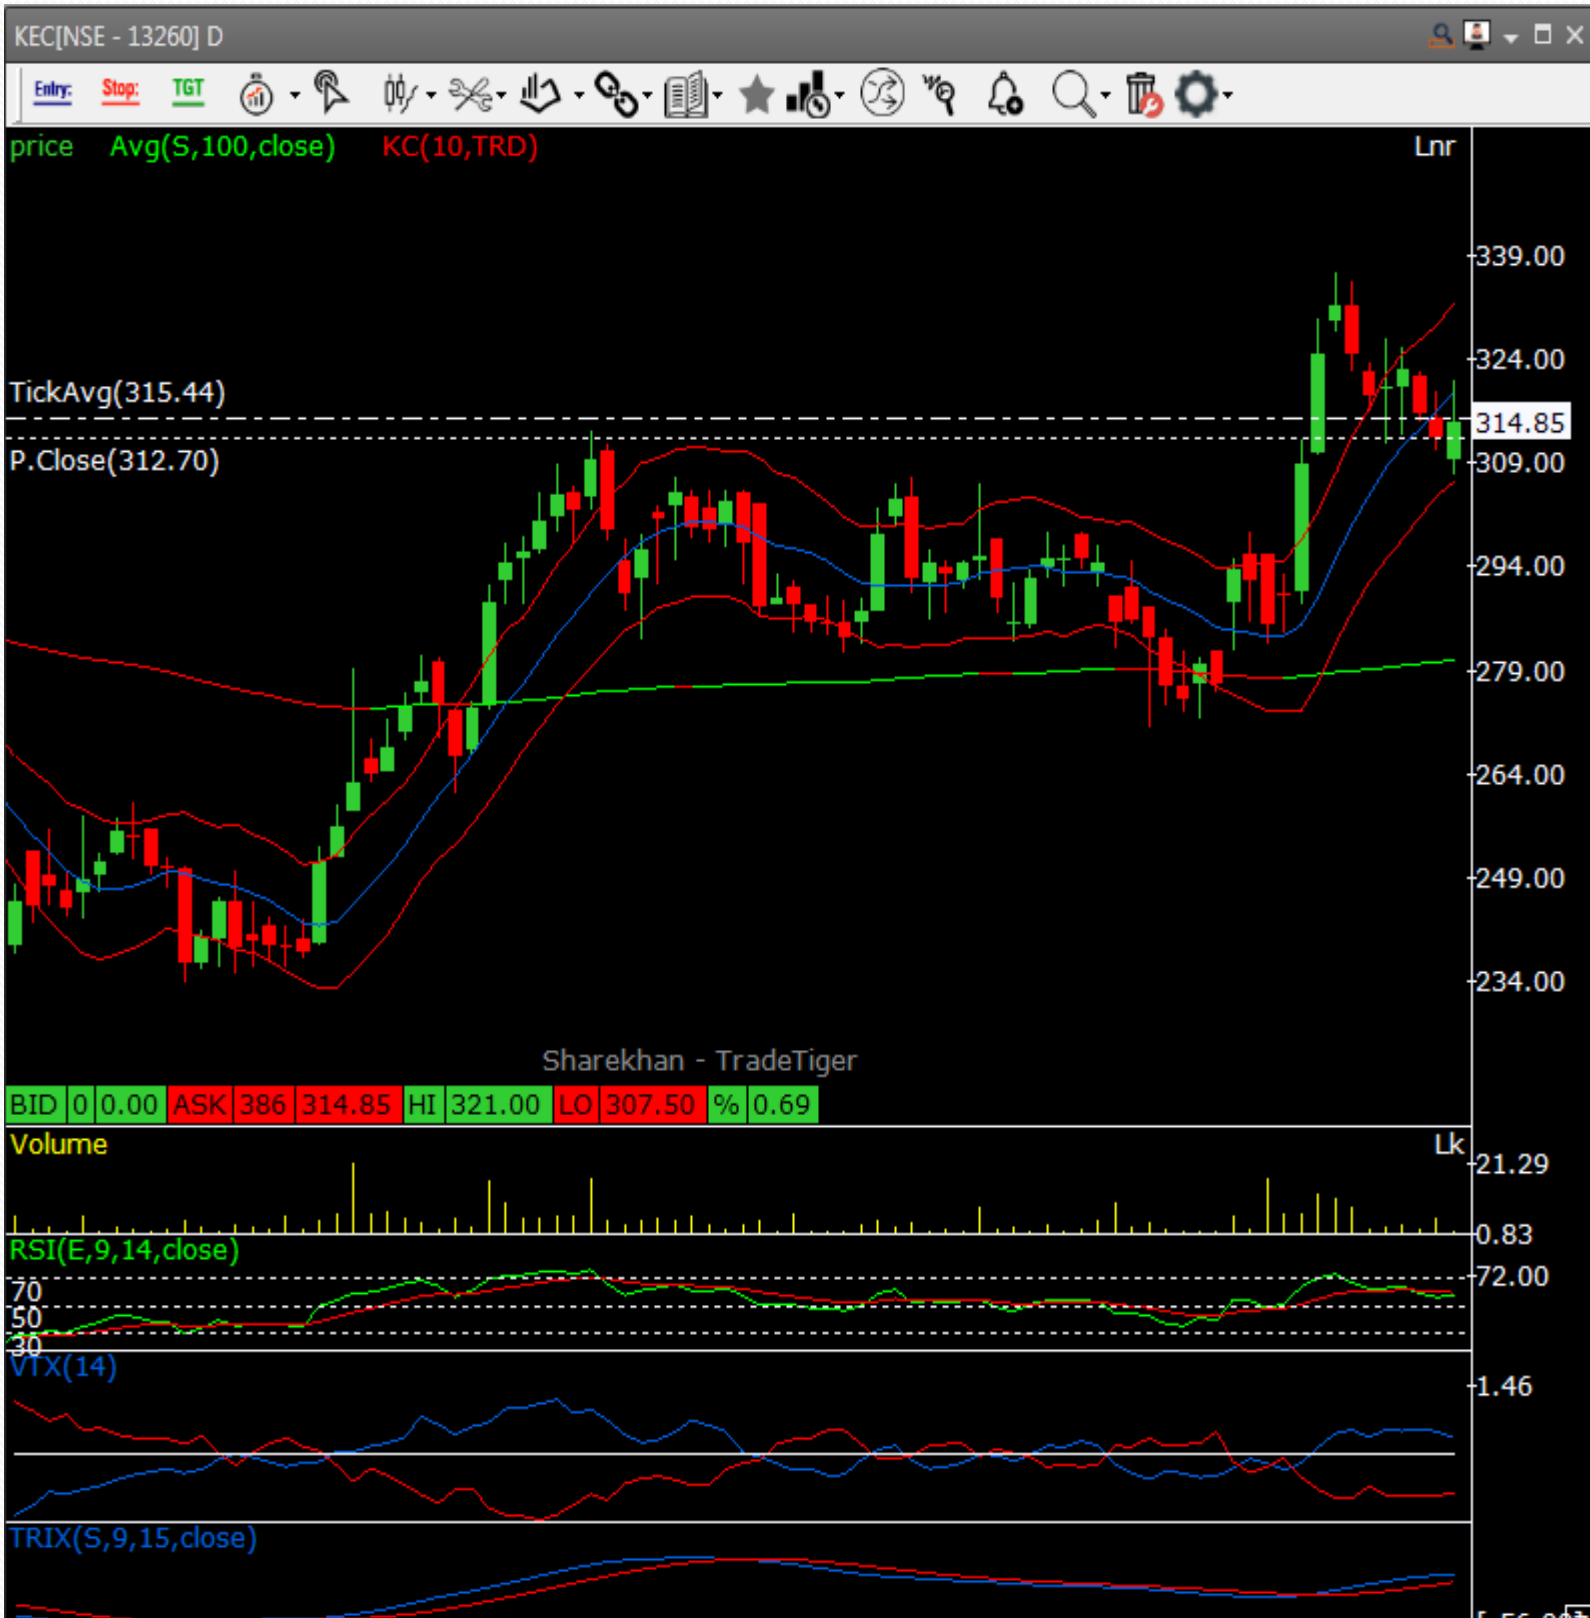 KEC[NSE - 13260] D
Entry: Stop: TGT
price Avg(S,100,close) KC(10,TRD) Lnr
339.00
324.00
TickAvg(315.44)
314.85
P.Close(312.70)
309.00
294.00
279.00
264.00
249.00
234.00
Sharekhan - TradeTiger
BID 0 0.00 ASK 386 314.85 HI 321.00 LO 307.50 % 0.69
Volume Lk
21.29
0.83
RSI(E,9,14,close)
72.00
70
50
30
VTX(14)
1.46
TRIX(S,9,15,close)